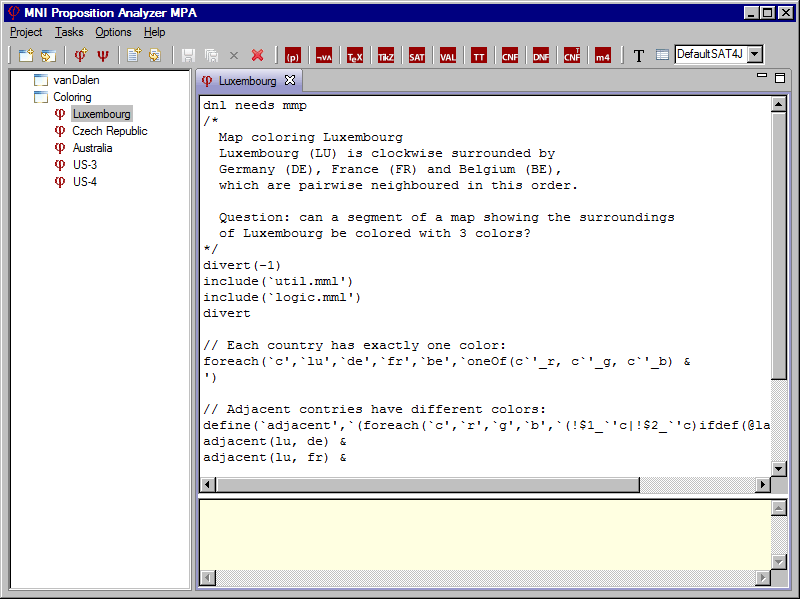 MNI Proposition Analyzer MPA
Project Tasks Options Help
φ Ψ (p) ¬∨∧ TEX TikZ SAT VAL TT CNF DNF CNF m4 T DefaultSAT4J
vanDalen
Coloring
φ Luxembourg
φ Czech Republic
φ Australia
φ US-3
φ US-4
φ Luxembourg
dnl needs mmp
/*
Map coloring Luxembourg
Luxembourg (LU) is clockwise surrounded by
Germany (DE), France (FR) and Belgium (BE),
which are pairwise neighboured in this order.
Question: can a segment of a map showing the surroundings
of Luxembourg be colored with 3 colors?
*/
divert(-1)
include(`util.mml')
include(`logic.mml')
divert
// Each country has exactly one color:
foreach(`c',`lu',`de',`fr',`be',`oneOf(c`'_r, c`'_g, c`'_b) &
')
// Adjacent contries have different colors:
define(`adjacent',`(foreach(`c',`r',`g',`b',`(!$1_`'c|!$2_`'c)ifdef(@la
adjacent(lu, de) &
adjacent(lu, fr) &